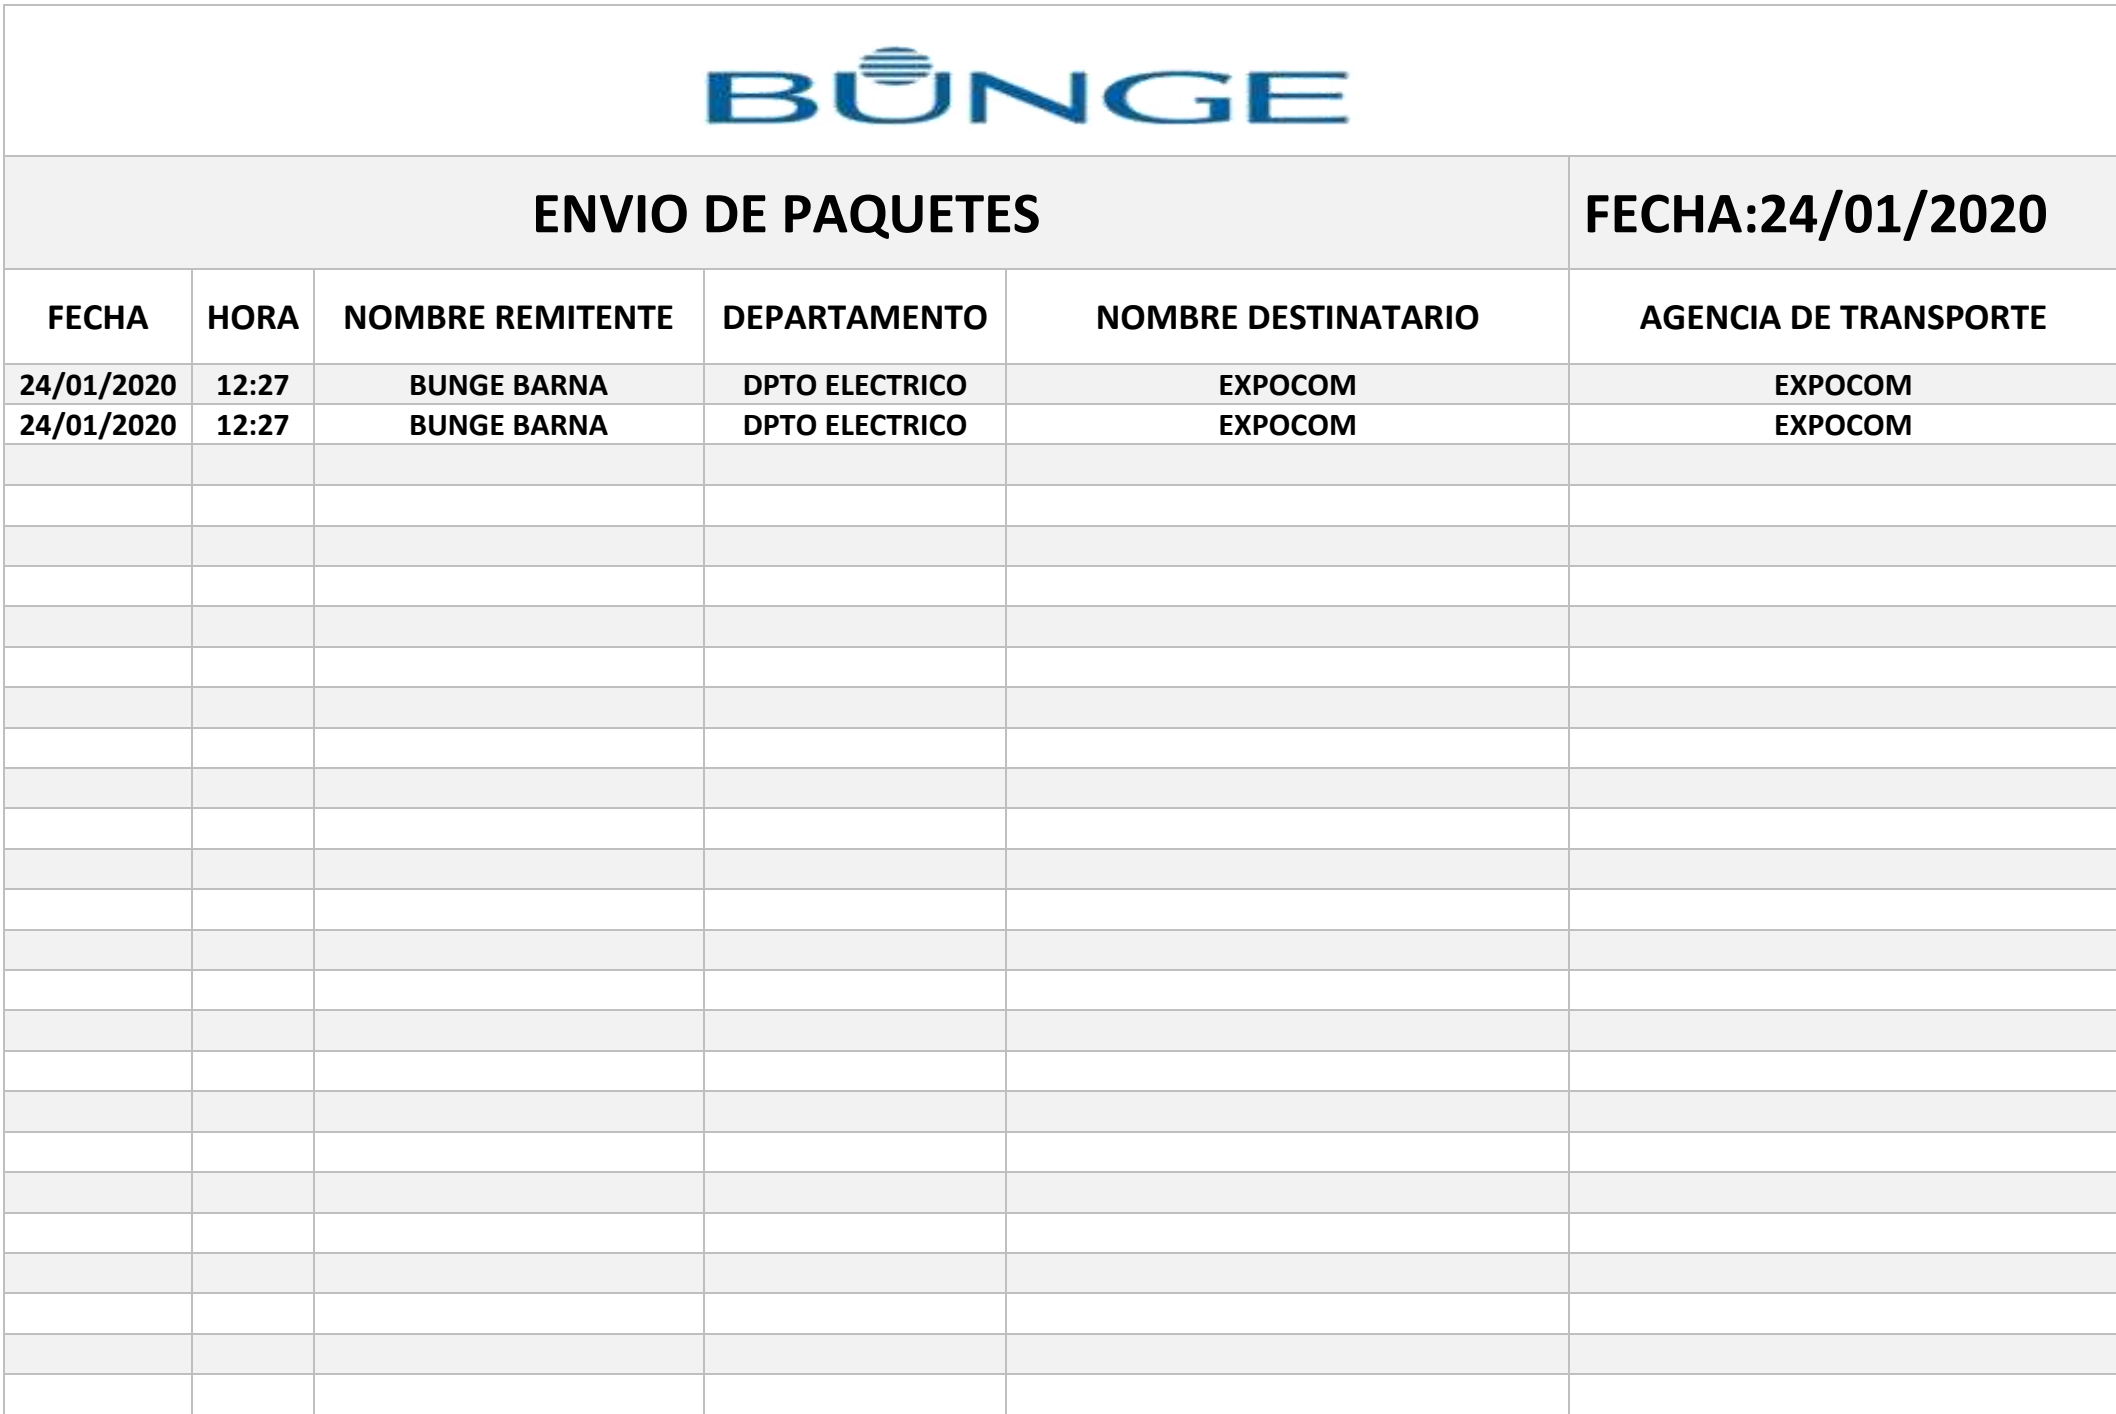 BUNGE
ENVIO DE PAQUETES FECHA:24/01/2020
FECHA HORA NOMBRE REMITENTE DEPARTAMENTO NOMBRE DESTINATARIO AGENCIA DE TRANSPORTE
24/01/2020 12:27 BUNGE BARNA DPTO ELECTRICO EXPOCOM EXPOCOM
24/01/2020 12:27 BUNGE BARNA DPTO ELECTRICO EXPOCOM EXPOCOM